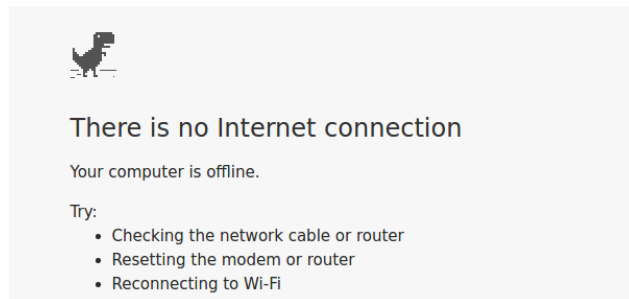 There is no Internet connection
Your computer is offline.
Try:
• Checking the network cable or router
• Resetting the modem or router
• Reconnecting to Wi-Fi